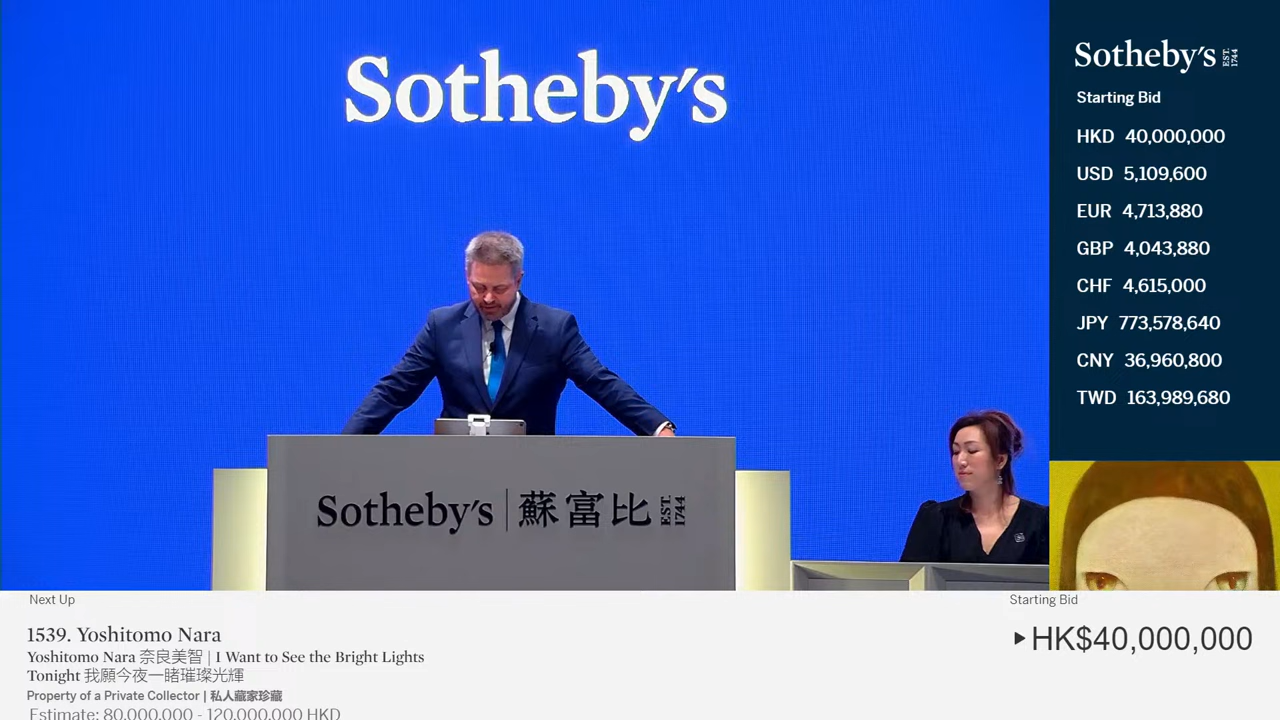 Sotheby's
Sotheby's EST. 1744
Starting Bid
HKD 40,000,000
USD 5,109,600
EUR 4,713,880
GBP 4,043,880
CHF 4,615,000
JPY 773,578,640
CNY 36,960,800
TWD 163,989,680
Sotheby's | 蘇富比 EST. 1744
Next Up
1539. Yoshitomo Nara
Yoshitomo Nara 奈良美智 | I Want to See the Bright Lights
Tonight 我願今夜一睹璀璨光輝
Property of a Private Collector | 私人藏家珍藏
Estimate: 80,000,000 - 120,000,000 HKD
Starting Bid
HK$40,000,000